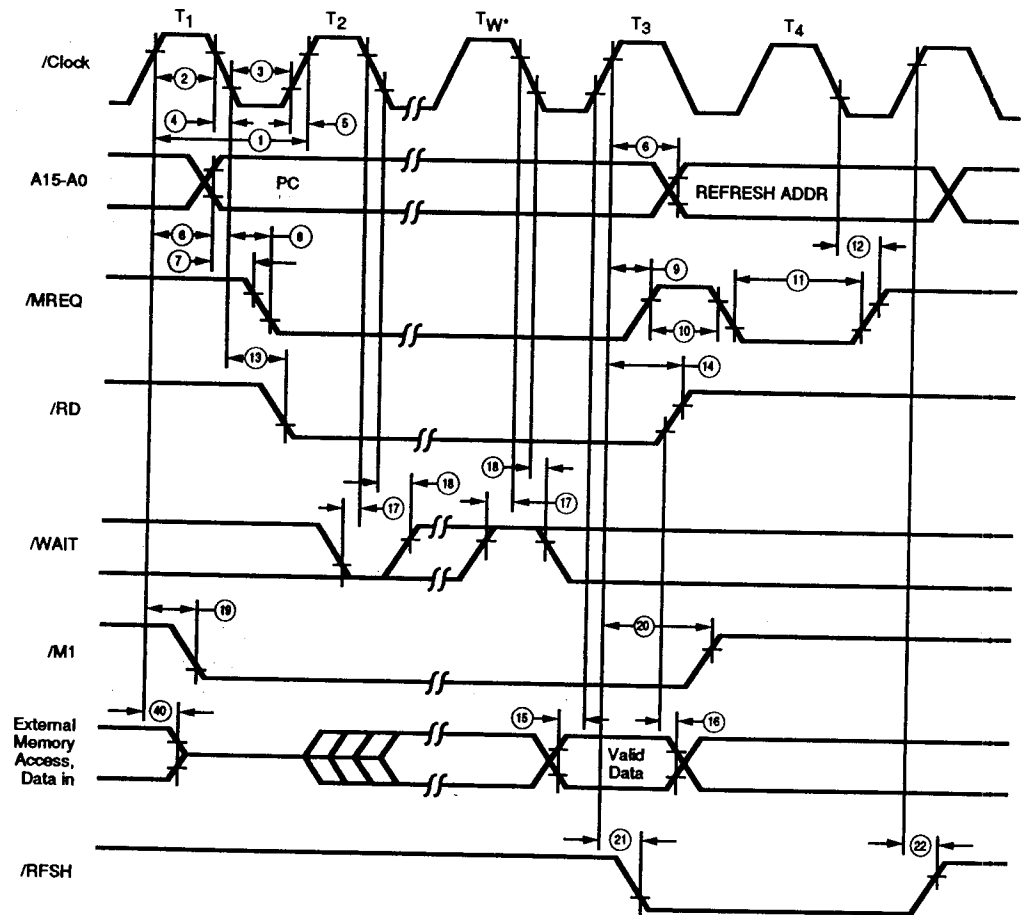 T1 T2 TW* T3 T4
/Clock
2 3
4 1 5
A15-A0 PC 6 REFRESH ADDR
6 8 12
7 9 11
/MREQ
10
13 14
/RD
18 18
17 17
/WAIT
19 20
/M1
40 15 16
External
Memory
Access,
Data in
Valid
Data
21 22
/RFSH